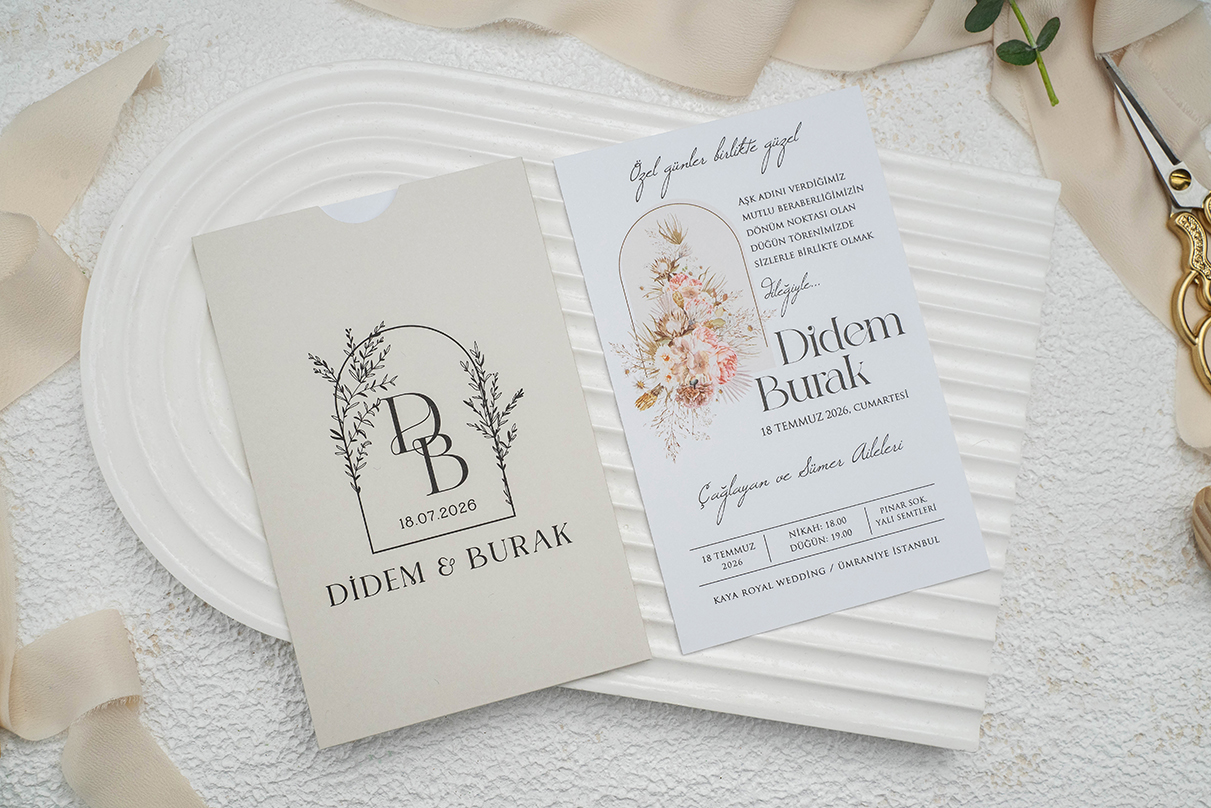 DB
18.07.2026
DİDEM & BURAK
Özel günler birlikte güzel
AŞK ADINI VERDİĞİMİZ
MUTLU BERABERLİĞİMİZİN
DÖNÜM NOKTASI OLAN
DÜĞÜN TÖRENİMİZDE
SİZLERLE BİRLİKTE OLMAK
dileğiyle...
Didem
Burak
18 TEMMUZ 2026, CUMARTESİ
Çağlayan ve Sümer Aileleri
18 TEMMUZ
2026
NİKAH: 18.00
DÜĞÜN: 19.00
PINAR SOK.
YALI SEMTLERİ
KAYA ROYAL WEDDİNG / ÜMRANİYE İSTANBUL